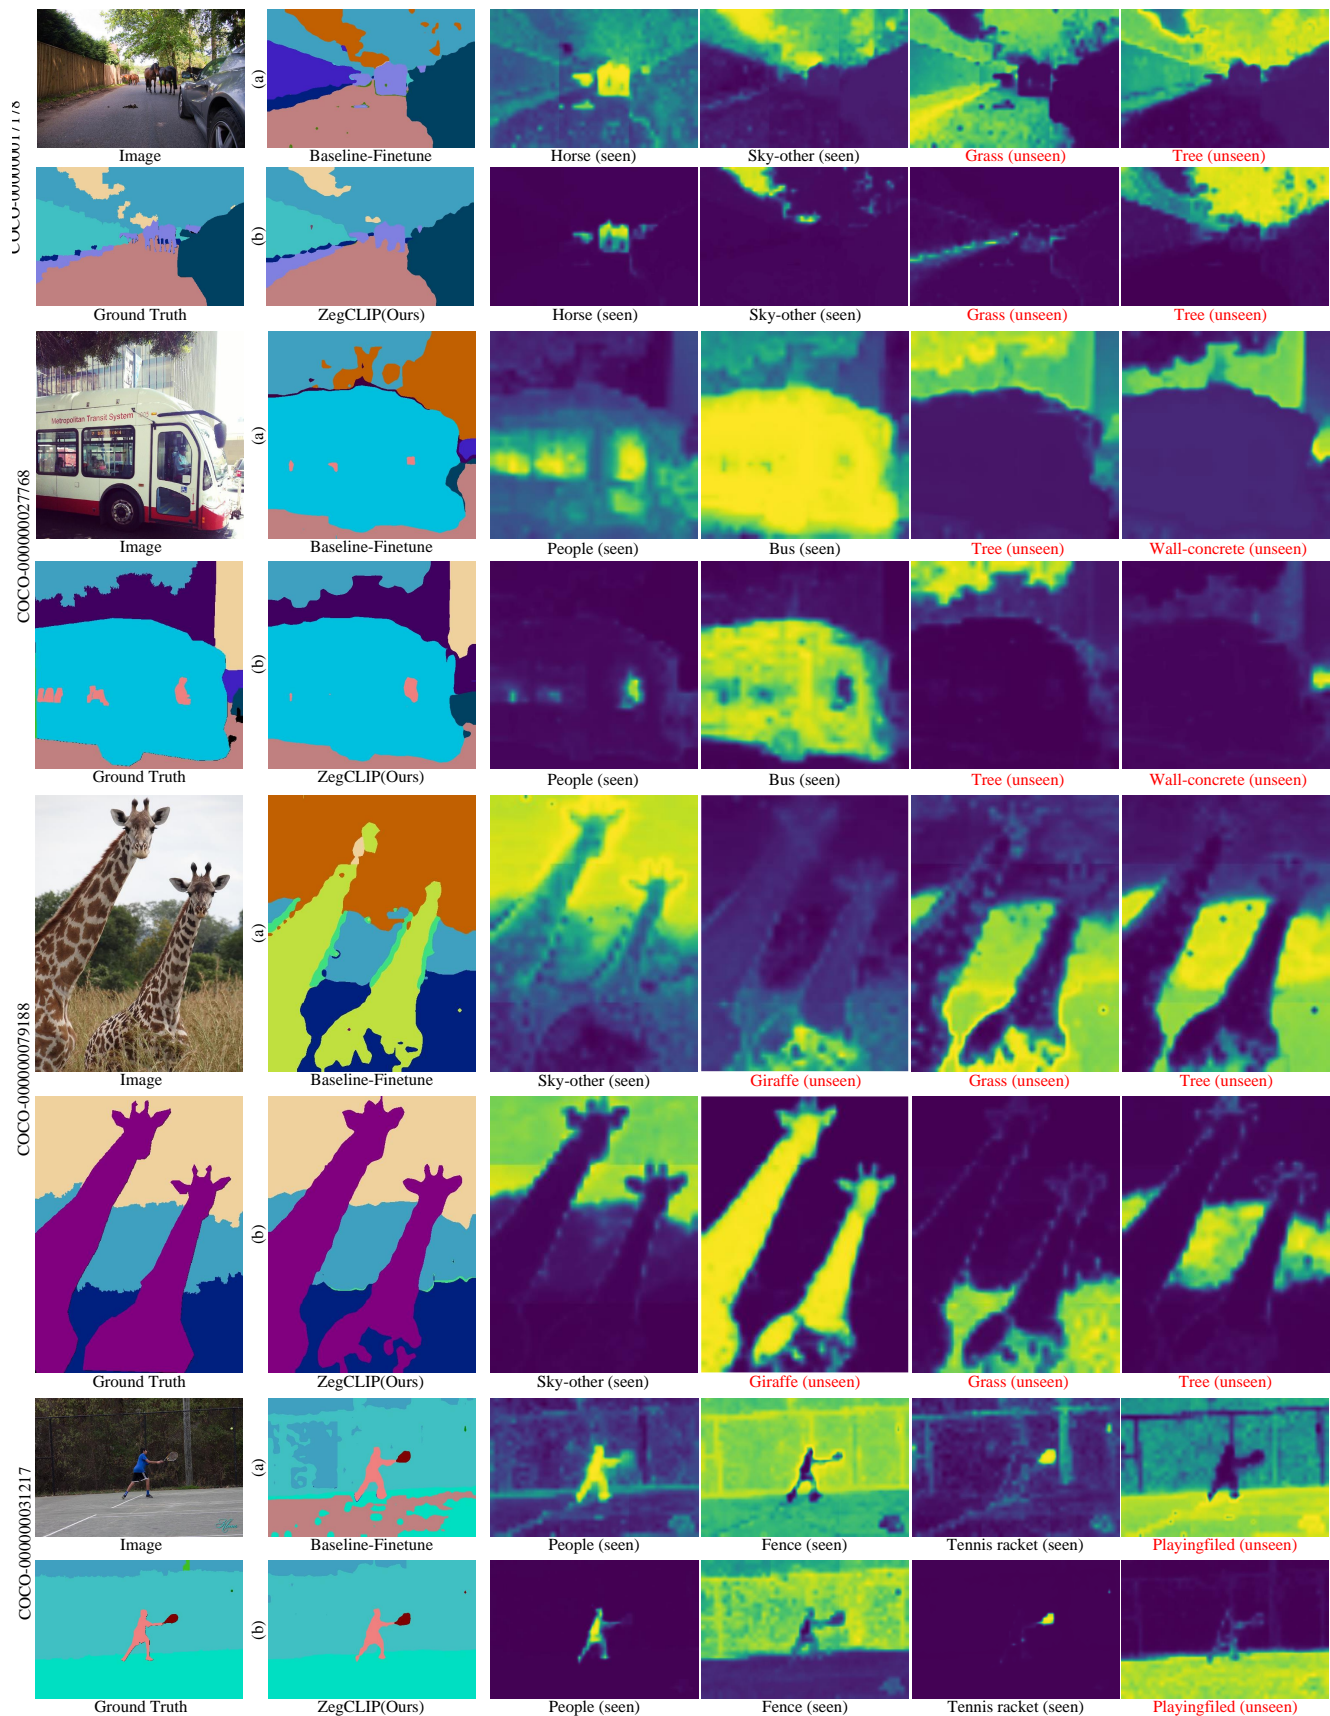 COCO-000000017178
(a)
Image
Baseline-Finetune
Horse (seen)
Sky-other (seen)
Grass (unseen)
Tree (unseen)
(b)
Ground Truth
ZegCLIP(Ours)
Horse (seen)
Sky-other (seen)
Grass (unseen)
Tree (unseen)
COCO-000000027768
Metropolitan Transit System
(a)
Image
Baseline-Finetune
People (seen)
Bus (seen)
Tree (unseen)
Wall-concrete (unseen)
(b)
Ground Truth
ZegCLIP(Ours)
People (seen)
Bus (seen)
Tree (unseen)
Wall-concrete (unseen)
COCO-000000079188
(a)
Image
Baseline-Finetune
Sky-other (seen)
Giraffe (unseen)
Grass (unseen)
Tree (unseen)
(b)
Ground Truth
ZegCLIP(Ours)
Sky-other (seen)
Giraffe (unseen)
Grass (unseen)
Tree (unseen)
COCO-000000031217
(a)
Image
Baseline-Finetune
People (seen)
Fence (seen)
Tennis racket (seen)
Playingfiled (unseen)
(b)
Ground Truth
ZegCLIP(Ours)
People (seen)
Fence (seen)
Tennis racket (seen)
Playingfiled (unseen)